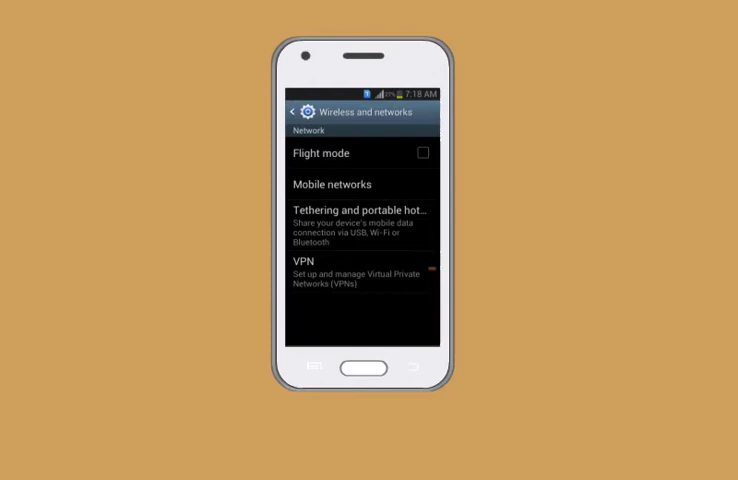 7:18 AM
Wireless and networks
Network
Flight mode
Mobile networks
Tethering and portable hot...
Share your device's mobile data
connection via USB, Wi-Fi or
Bluetooth
VPN
Set up and manage Virtual Private
Networks (VPNs)